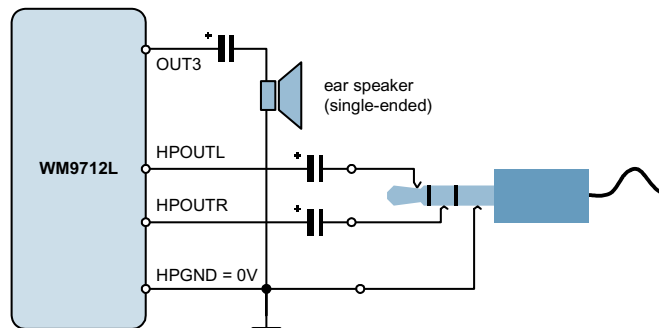 OUT3
ear speaker
(single-ended)
HPOUTL
WM9712L
HPOUTR
HPGND = 0V
+
+
+